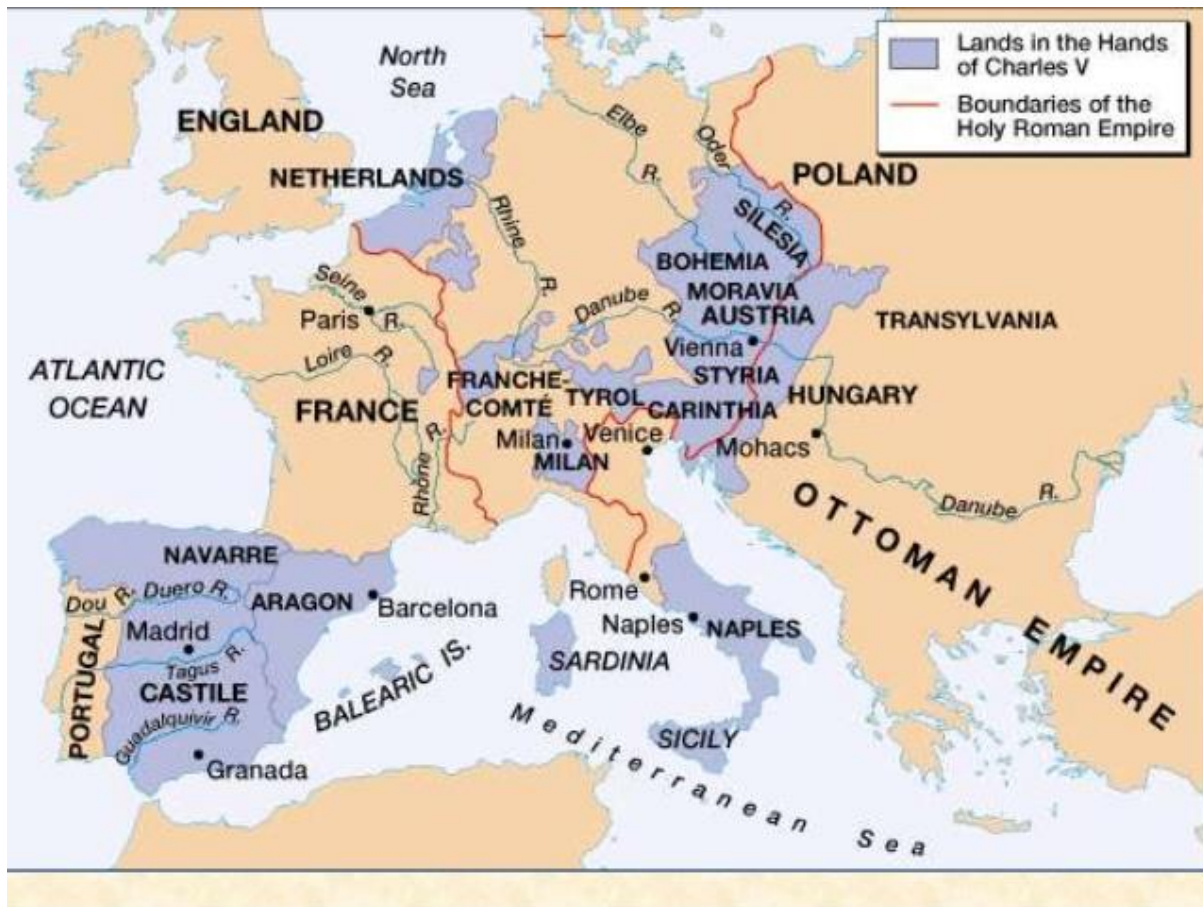 Lands in the Hands
of Charles V
Boundaries of the
Holy Roman Empire
North
Sea
ENGLAND
NETHERLANDS
Elbe
R.
Oder
R.
POLAND
SILESIA
Rhine
R.
BOHEMIA
MORAVIA
AUSTRIA
Seine
R.
Paris
Danube
R.
Vienna
TRANSYLVANIA
ATLANTIC
OCEAN
Loire
R.
FRANCE
FRANCHE-
COMTÉ
TYROL
STYRIA
CARINTHIA
HUNGARY
Rhône
R.
Milan
MILAN
Venice
Mohacs
Danube
R.
OTTOMAN EMPIRE
NAVARRE
Dou R.
Duero R.
ARAGON
Barcelona
Rome
Naples
NAPLES
PORTUGAL
Madrid
Tagus R.
CASTILE
Guadalquivir R.
Granada
BALEARIC IS.
SARDINIA
SICILY
Mediterranean Sea